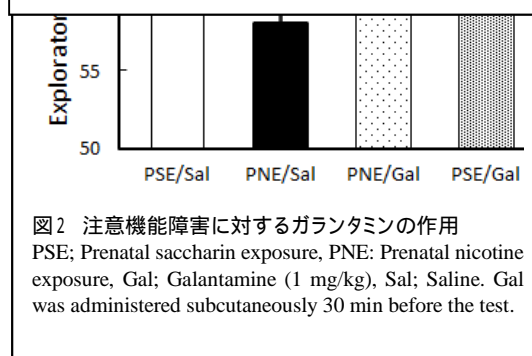 Explorator
55
50
PSE/Sal PNE/Sal PNE/Gal PSE/Gal
図2 注意機能障害に対するガランタミンの作用
PSE; Prenatal saccharin exposure, PNE: Prenatal nicotine
exposure, Gal; Galantamine (1 mg/kg), Sal; Saline. Gal
was administered subcutaneously 30 min before the test.